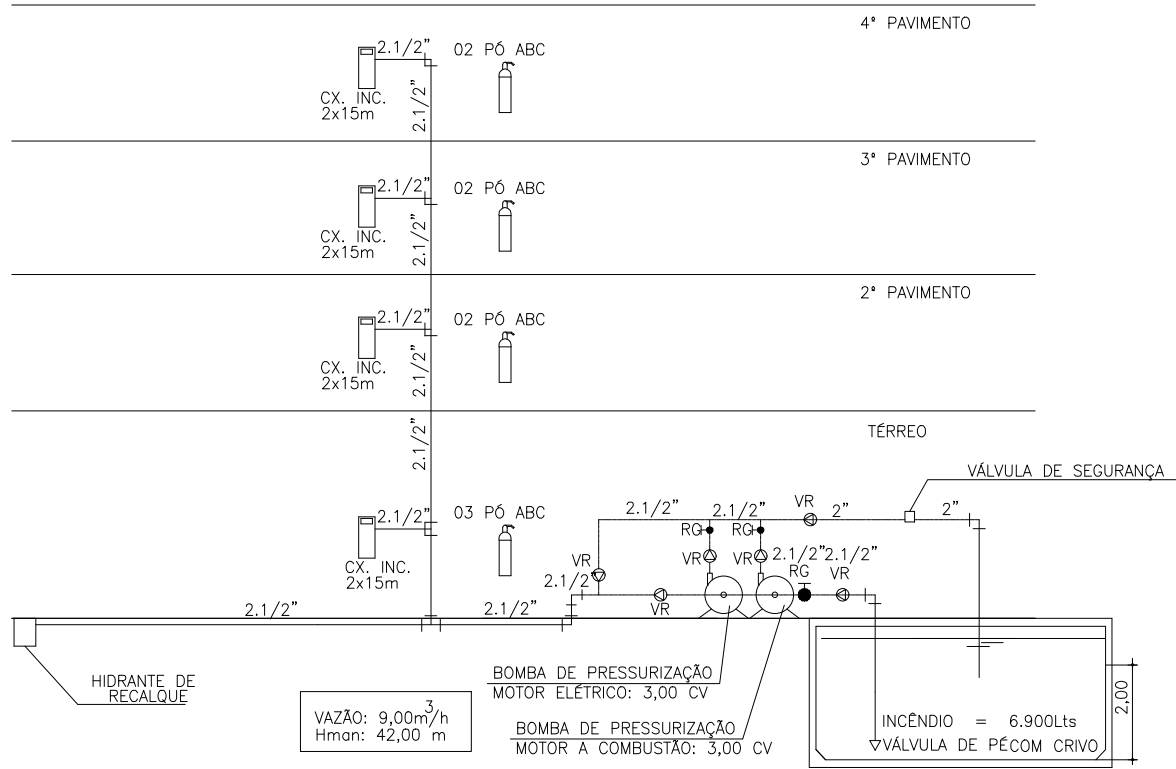 4º PAVIMENTO
2.1/2" 02 PÓ ABC
CX. INC.
2x15m
2.1/2"
3º PAVIMENTO
2.1/2" 02 PÓ ABC
CX. INC.
2x15m
2.1/2"
2º PAVIMENTO
2.1/2" 02 PÓ ABC
CX. INC.
2x15m
2.1/2"
TÉRREO
2.1/2"
VÁLVULA DE SEGURANÇA
2.1/2" 03 PÓ ABC
CX. INC.
2x15m
2.1/2" 2.1/2" VR 2" 2"
RG RG
VR VR VR 2.1/2" 2.1/2"
2.1/2" RG VR
VR
2.1/2" 2.1/2"
HIDRANTE DE
RECALQUE
BOMBA DE PRESSURIZAÇÃO
MOTOR ELÉTRICO: 3,00 CV
VAZÃO: 9,00m³/h
Hman: 42,00 m
BOMBA DE PRESSURIZAÇÃO
MOTOR A COMBUSTÃO: 3,00 CV
INCÊNDIO = 6.900Lts
VÁLVULA DE PÉCOM CRIVO
2,00